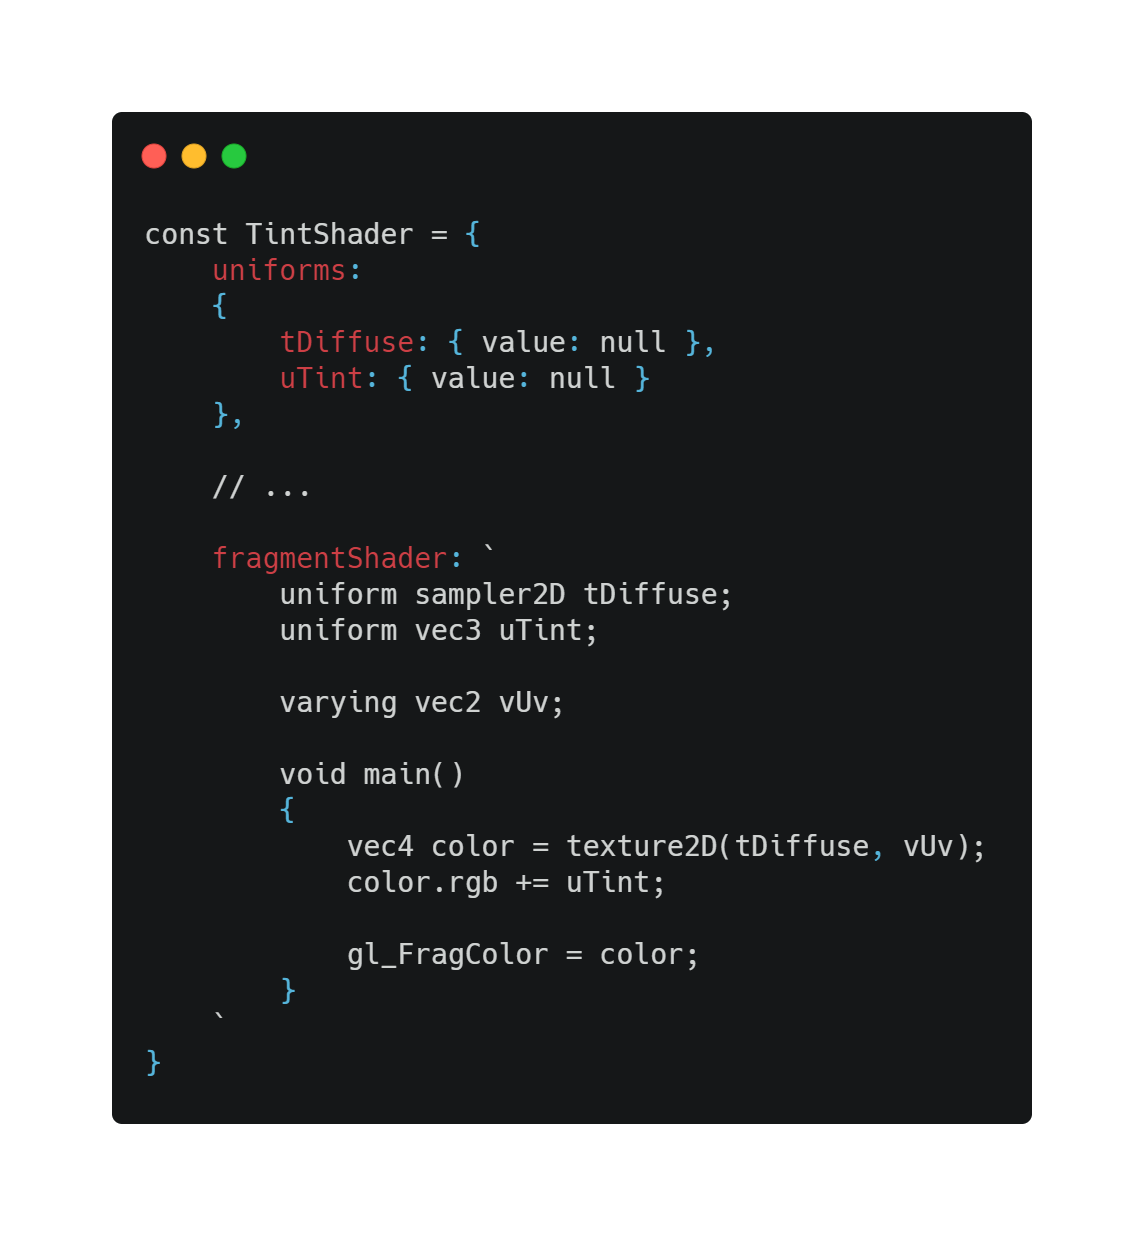 const TintShader = {
    uniforms:
    {
        tDiffuse: { value: null },
        uTint: { value: null }
    },

    // ...

    fragmentShader: `
        uniform sampler2D tDiffuse;
        uniform vec3 uTint;

        varying vec2 vUv;

        void main()
        {
            vec4 color = texture2D(tDiffuse, vUv);
            color.rgb += uTint;

            gl_FragColor = color;
        }
    `
}